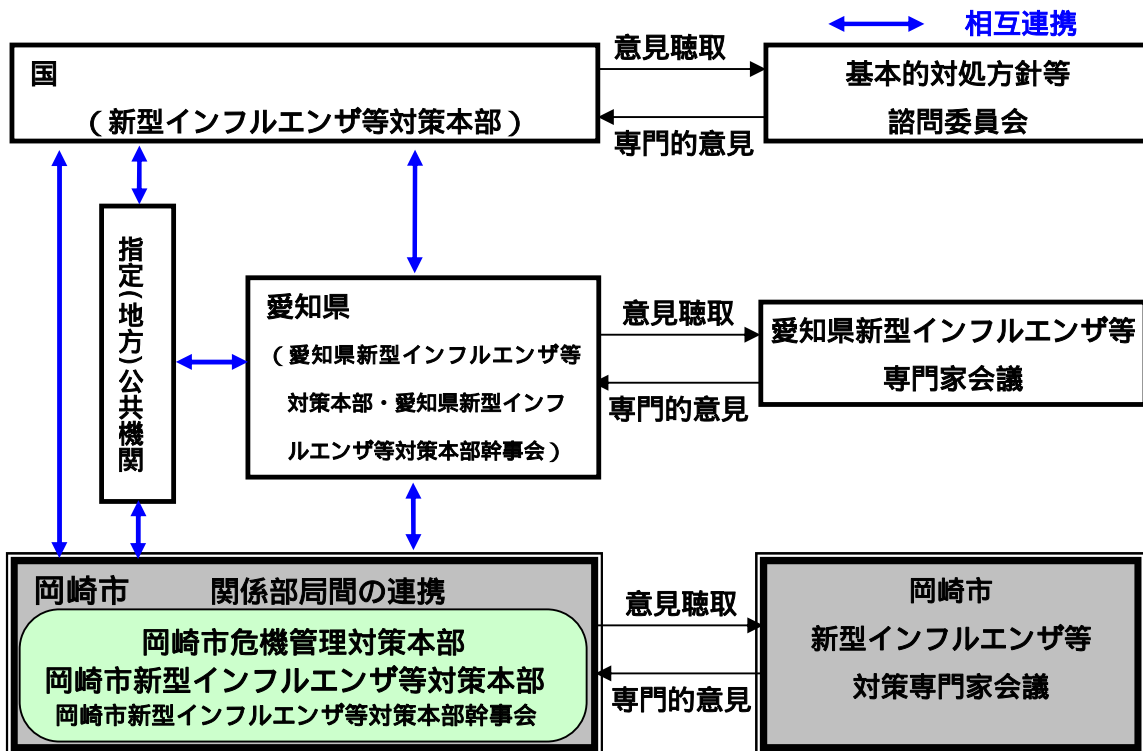 相互連携
国
（新型インフルエンザ等対策本部）
意見聴取
専門的意見
基本的対処方針等
諮問委員会
指定(地方)公共機関
愛知県
（愛知県新型インフルエンザ等
対策本部・愛知県新型インフ
ルエンザ等対策本部幹事会）
意見聴取
専門的意見
愛知県新型インフルエンザ等
専門家会議
岡崎市　関係部局間の連携
岡崎市危機管理対策本部
岡崎市新型インフルエンザ等対策本部
岡崎市新型インフルエンザ等対策本部幹事会
意見聴取
専門的意見
岡崎市
新型インフルエンザ等
対策専門家会議